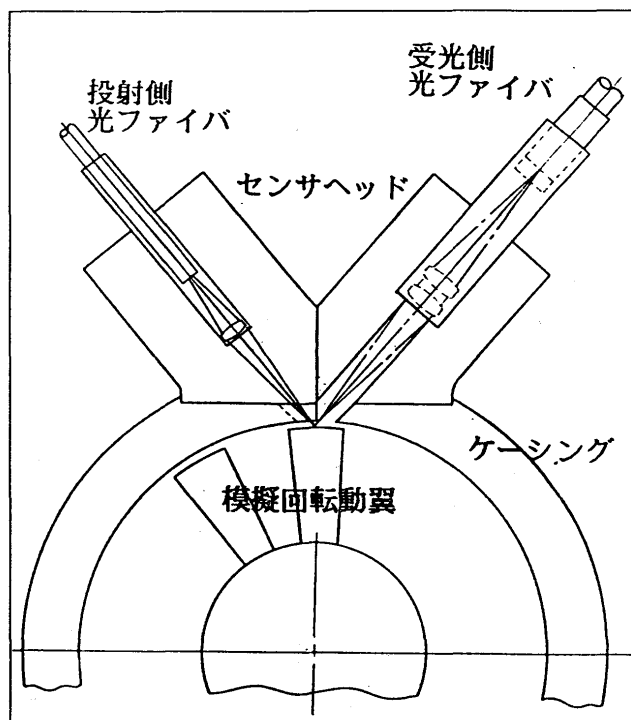 投射側
光ファイバ
受光側
光ファイバ
センサヘッド
ケーシング
模擬回転動翼